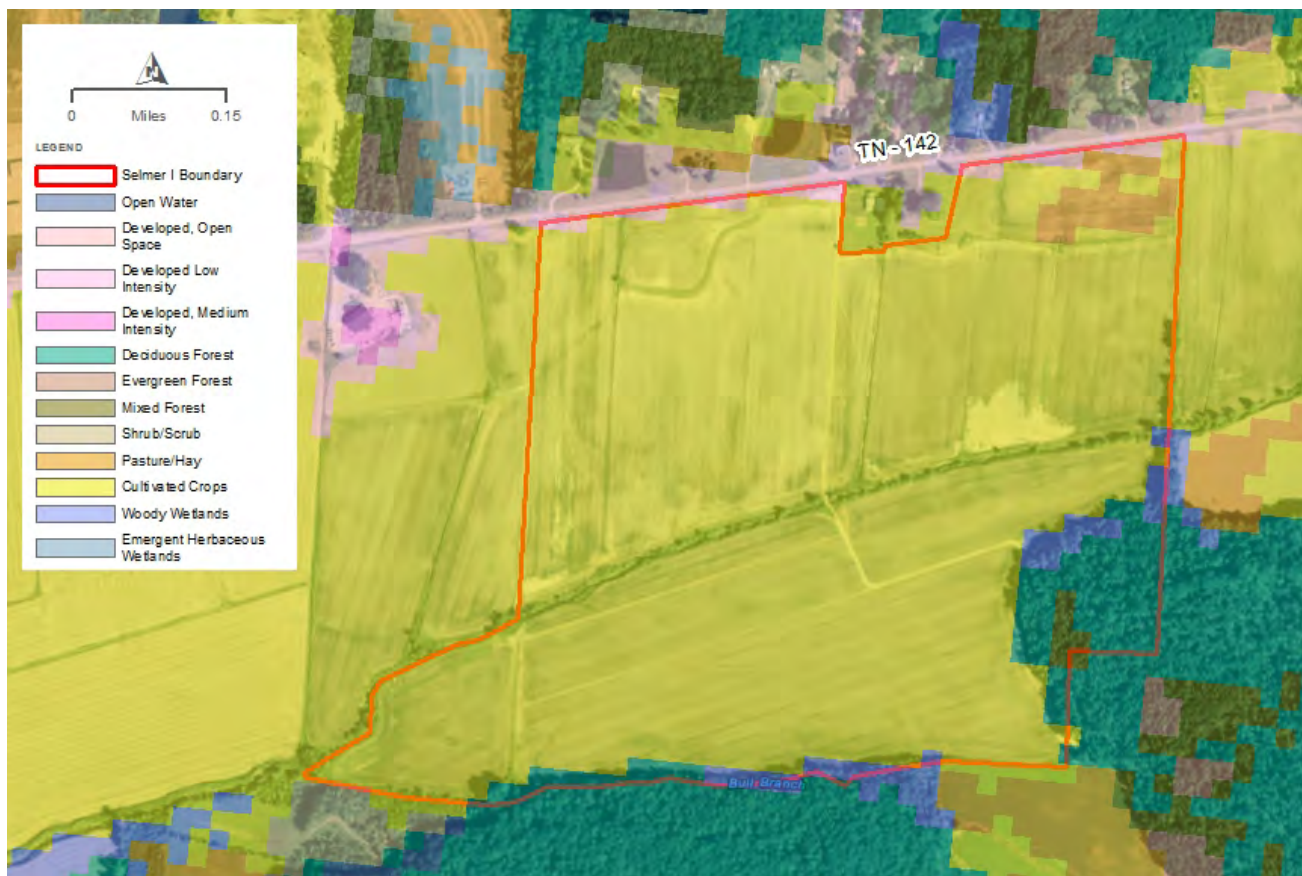 N
0 Miles 0.15
LEGEND
Selmer I Boundary
Open Water
Developed, Open
Space
Developed Low
Intensity
Developed, Medium
Intensity
Deciduous Forest
Evergreen Forest
Mixed Forest
Shrub/Scrub
Pasture/Hay
Cultivated Crops
Woody Wetlands
Emergent Herbaceous
Wetlands
TN - 142
Bull Branch